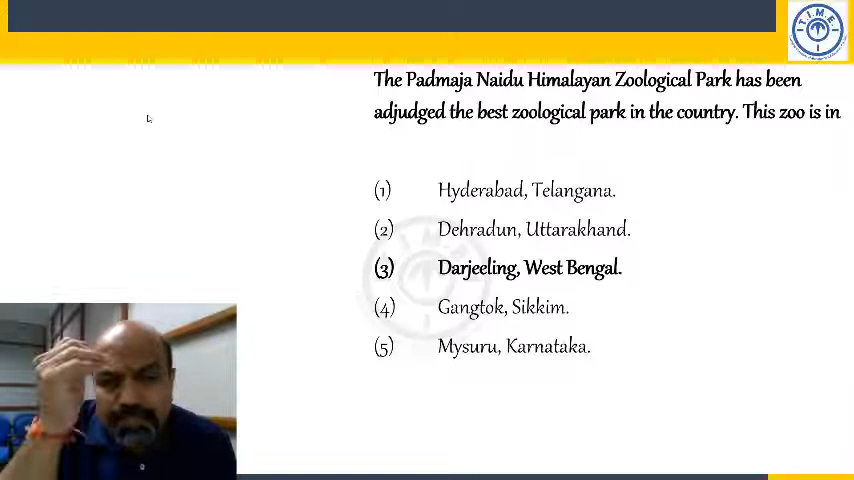 T.I.M.E.
The Padmaja Naidu Himalayan Zoological Park has been
adjudged the best zoological park in the country. This zoo is in
(1) Hyderabad, Telangana.
(2) Dehradun, Uttarakhand.
(3) Darjeeling, West Bengal.
(4) Gangtok, Sikkim.
(5) Mysuru, Karnataka.